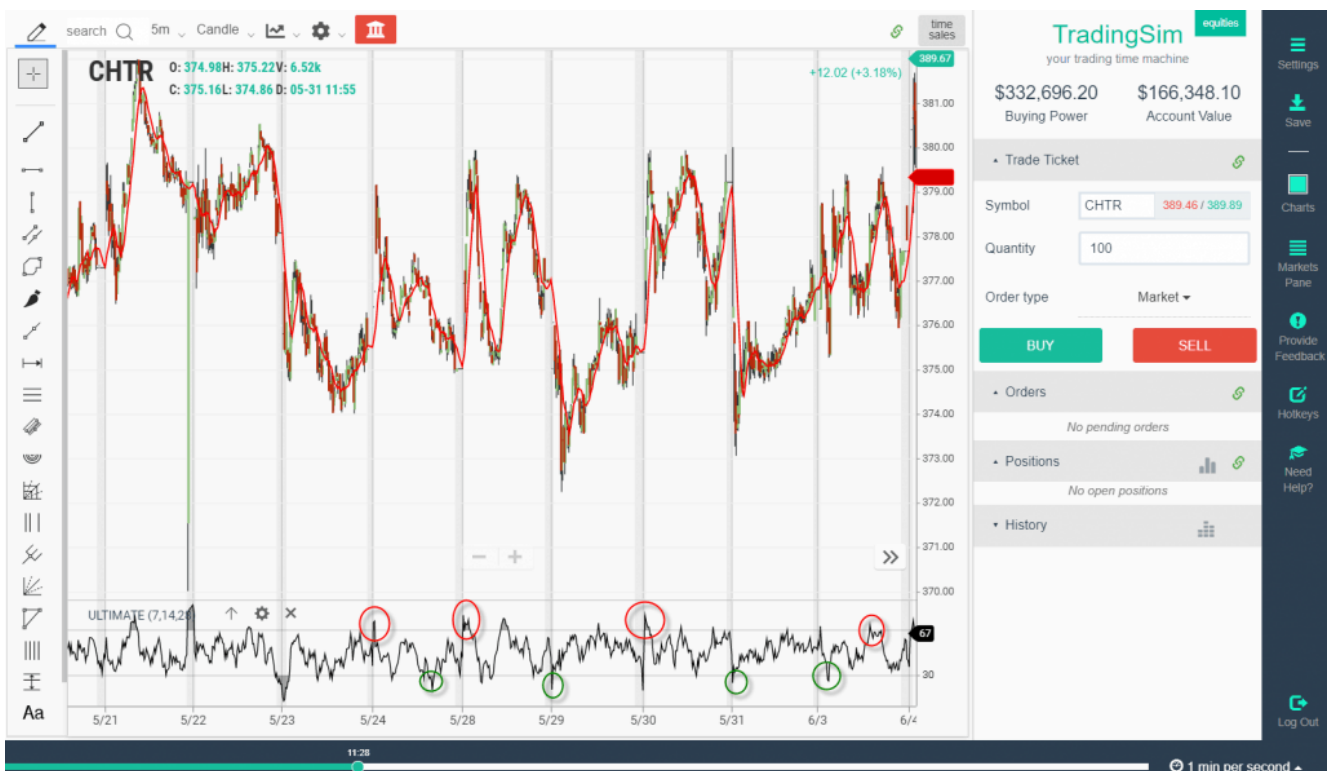 search 5m Candle
time
sales
CHTR O: 374.98H: 375.22V: 6.52k
C: 375.16L: 374.86 D: 05-31 11:55
+12.02 (+3.18%)
389.67
381.00
380.00
379.00
378.00
377.00
376.00
375.00
374.00
373.00
372.00
371.00
370.00
ULTIMATE (7,14,28)
67
30
Aa
5/21 5/22 5/23 5/24 5/28 5/29 5/30 5/31 6/3 6/4
11:28
1 min per second
equities
TradingSim
your trading time machine
$332,696.20 $166,348.10
Buying Power Account Value
Trade Ticket
Symbol CHTR 389.46 / 389.89
Quantity 100
Order type Market
BUY SELL
Orders
No pending orders
Positions
No open positions
History
Settings
Save
Charts
Markets
Pane
Provide
Feedback
Hotkeys
Need
Help?
Log Out